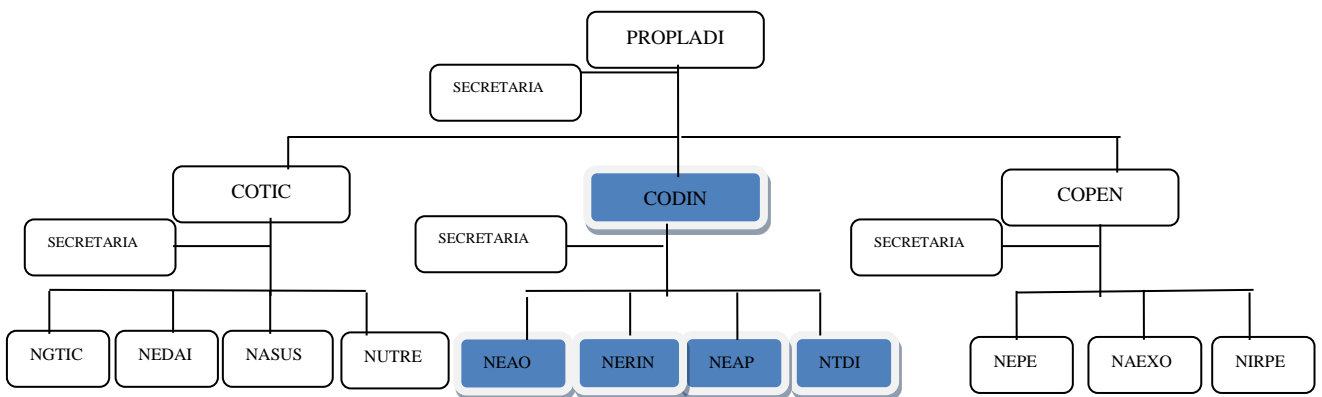 PROPLADI
SECRETARIA
COTIC
CODIN
COPEN
SECRETARIA
SECRETARIA
SECRETARIA
NGTIC
NEDAI
NASUS
NUTRE
NEAO
NERIN
NEAP
NTDI
NEPE
NAEXO
NIRPE